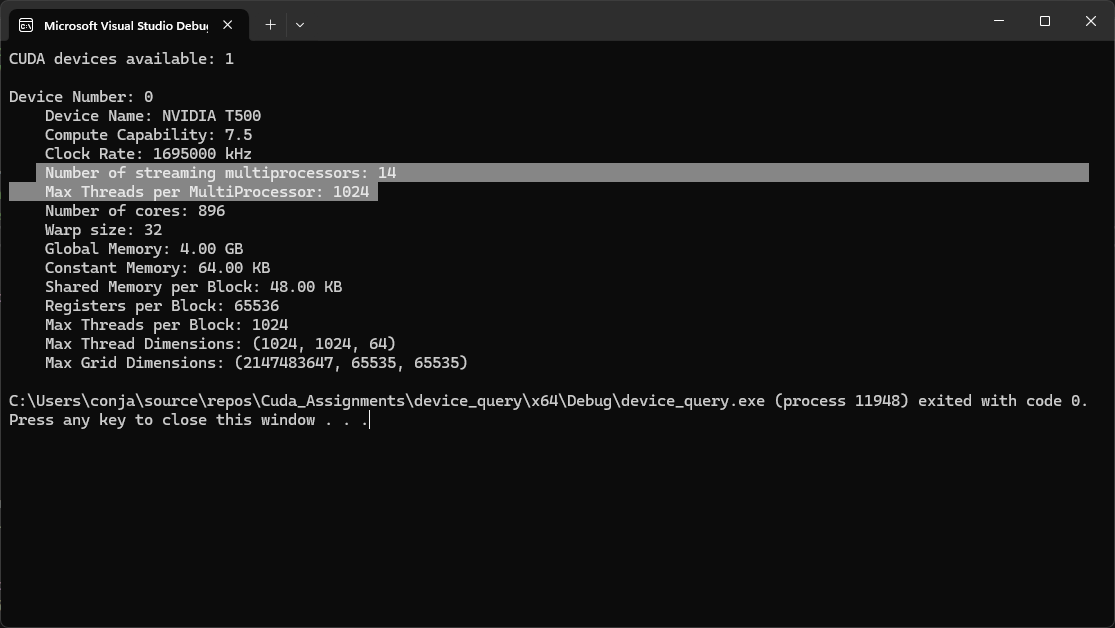 Microsoft Visual Studio Debug
CUDA devices available: 1
Device Number: 0
Device Name: NVIDIA T500
Compute Capability: 7.5
Clock Rate: 1695000 kHz
Number of streaming multiprocessors: 14
Max Threads per MultiProcessor: 1024
Number of cores: 896
Warp size: 32
Global Memory: 4.00 GB
Constant Memory: 64.00 KB
Shared Memory per Block: 48.00 KB
Registers per Block: 65536
Max Threads per Block: 1024
Max Thread Dimensions: (1024, 1024, 64)
Max Grid Dimensions: (2147483647, 65535, 65535)
C:\Users\conja\source\repos\Cuda_Assignments\device_query\x64\Debug\device_query.exe (process 11948) exited with code 0.
Press any key to close this window . . .